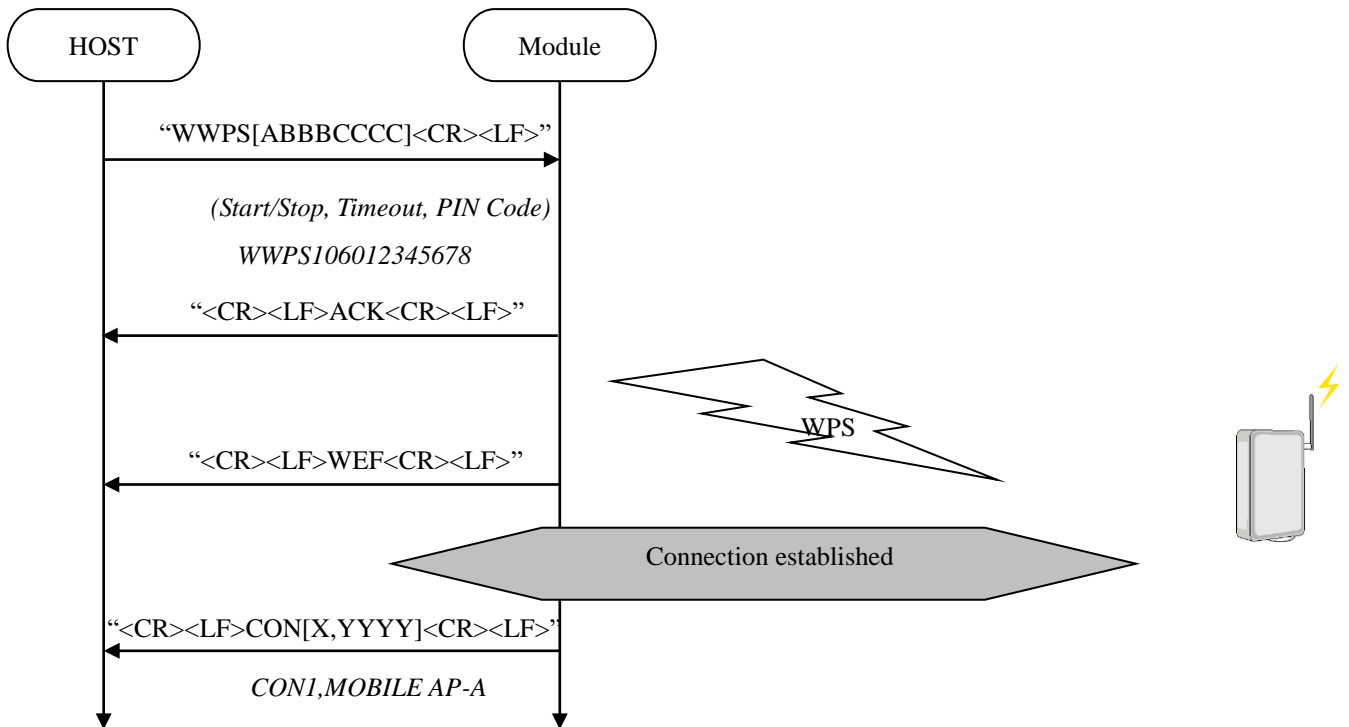 HOST
Module
“WWPS[ABBBCCCC]<CR><LF>”
(Start/Stop, Timeout, PIN Code)
WWPS106012345678
“<CR><LF>ACK<CR><LF>”
WPS
“<CR><LF>WEF<CR><LF>”
Connection established
“<CR><LF>CON[X,YYYY]<CR><LF>”
CON1,MOBILE AP-A